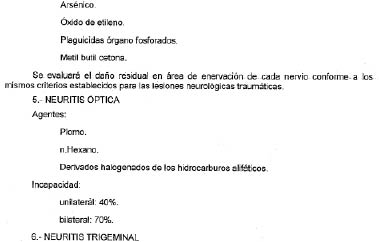 Arsénico.
Óxido de etileno.
Plaguicidas órgano fosforados.
Metil butil cetona.
Se evaluará el daño residual en área de enervación de cada nervio conforme a los
mismos criterios establecidos para las lesiones neurológicas traumáticas.
5.- NEURITIS ÓPTICA
Agentes:
Plomo.
n.Hexano.
Derivados halogenados de los hidrocarburos alifáticos.
Incapacidad:
unilateral: 40%.
bilateral: 70%.
6.- NEURITIS TRIGEMINAL